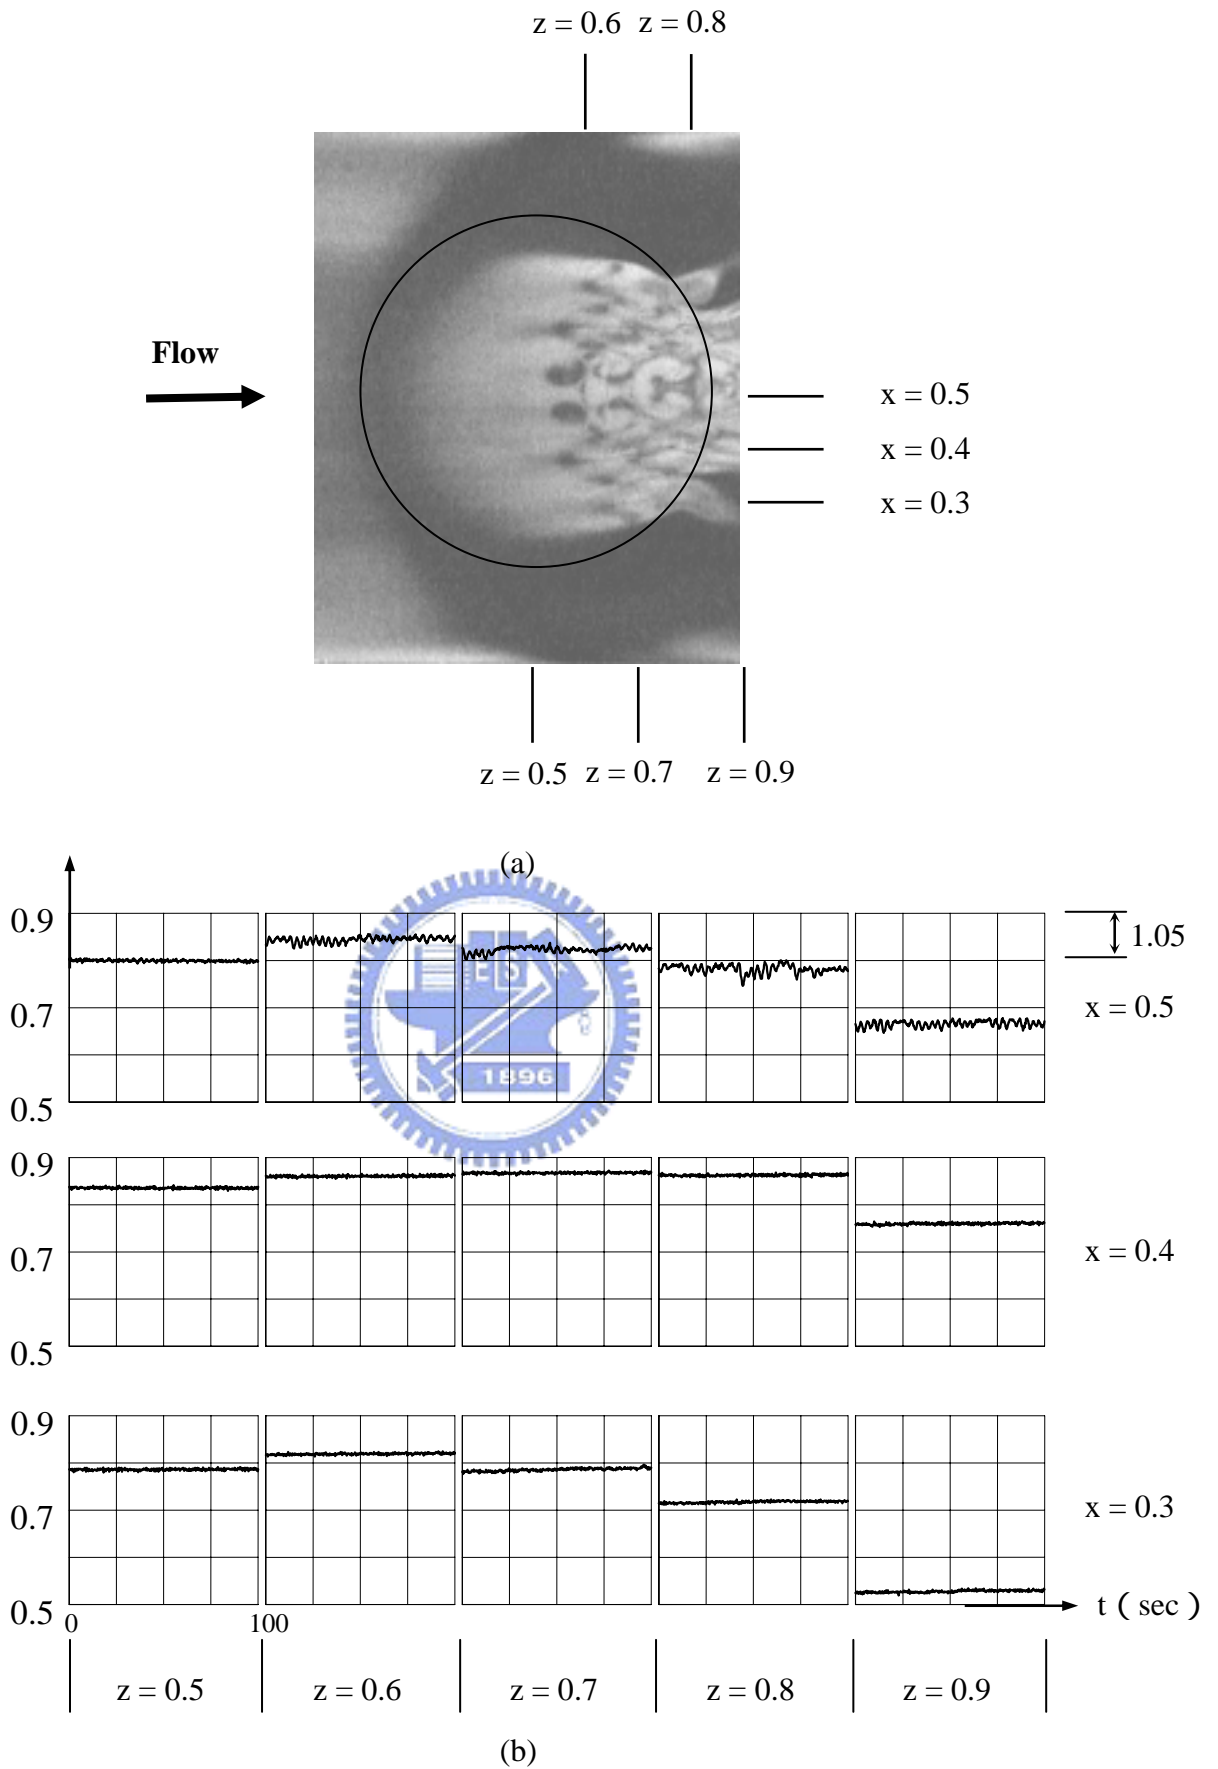 z = 0.6 z = 0.8
Flow
x = 0.5
x = 0.4
x = 0.3
z = 0.5 z = 0.7 z = 0.9
(a)
0.9
1.05
0.7
x = 0.5
0.5
ES
1896
0.9
0.7
x = 0.4
0.5
0.9
0.7
x = 0.3
0.5
0 100
t ( sec )
z = 0.5 z = 0.6 z = 0.7 z = 0.8 z = 0.9
(b)